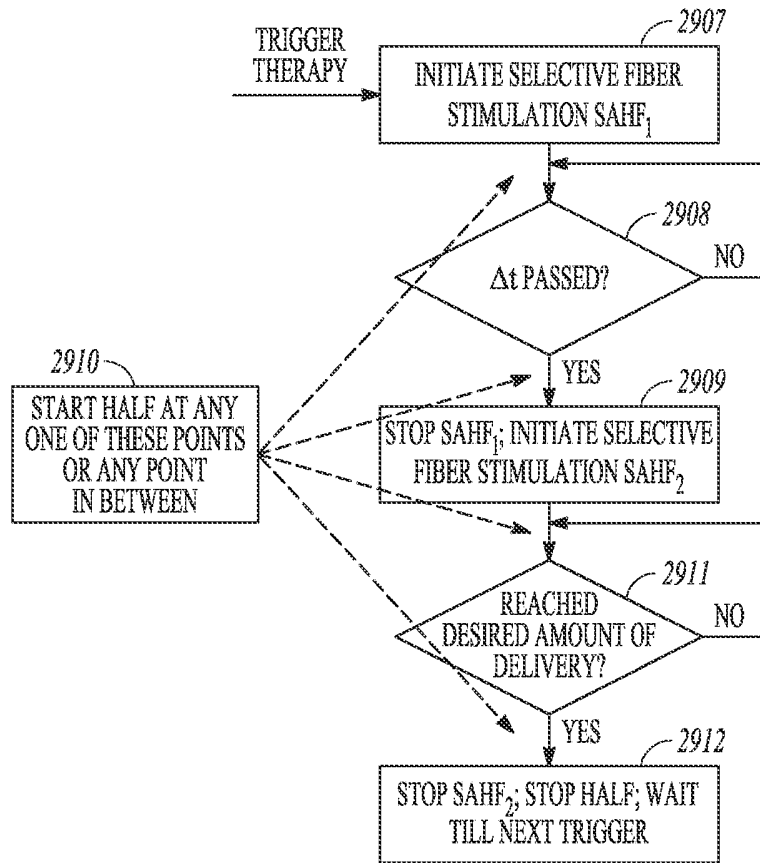 2907
TRIGGER
THERAPY
INITIATE SELECTIVE FIBER
STIMULATION SAHF₁
2908
Δt PASSED?
NO
YES
2910
START HALF AT ANY
ONE OF THESE POINTS
OR ANY POINT
IN BETWEEN
2909
STOP SAHF₁; INITIATE SELECTIVE
FIBER STIMULATION SAHF₂
2911
REACHED
DESIRED AMOUNT OF
DELIVERY?
NO
YES
2912
STOP SAHF₂; STOP HALF; WAIT
TILL NEXT TRIGGER